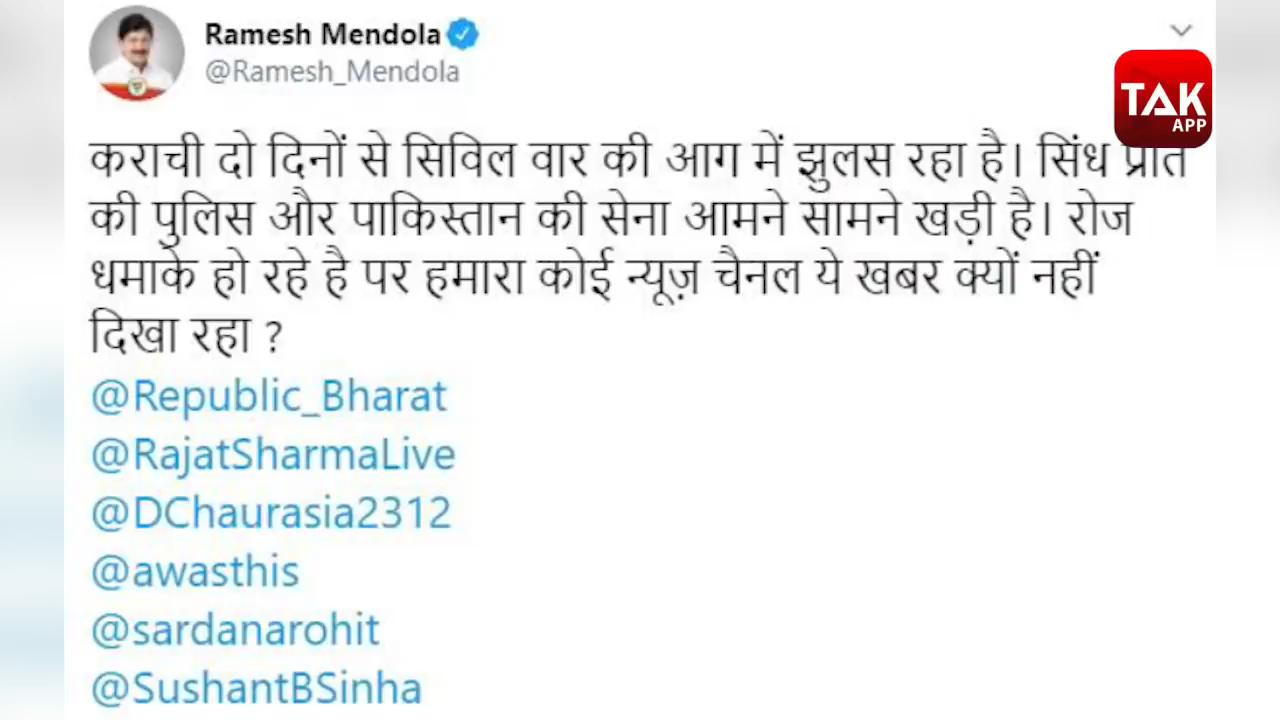 Ramesh Mendola
@Ramesh_Mendola
TAK
APP
कराची दो दिनों से सिविल वार की आग में झुलस रहा है। सिंध प्रांत
की पुलिस और पाकिस्तान की सेना आमने सामने खड़ी है। रोज
धमाके हो रहे है पर हमारा कोई न्यूज़ चैनल ये खबर क्यों नहीं
दिखा रहा ?
@Republic_Bharat
@RajatSharmaLive
@DChaurasia2312
@awasthis
@sardanarohit
@SushantBSinha